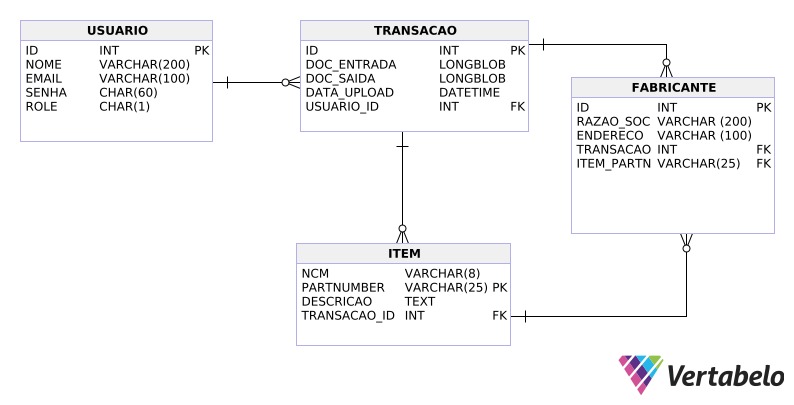 USUARIO
ID INT PK
NOME VARCHAR(200)
EMAIL VARCHAR(100)
SENHA CHAR(60)
ROLE CHAR(1)
TRANSACAO
ID INT PK
DOC_ENTRADA LONGBLOB
DOC_SAIDA LONGBLOB
DATA_UPLOAD DATETIME
USUARIO_ID INT FK
FABRICANTE
ID INT PK
RAZAO_SOC VARCHAR (200)
ENDERECO VARCHAR (100)
TRANSACAO INT FK
ITEM_PARTN VARCHAR(25) FK
ITEM
NCM VARCHAR(8)
PARTNUMBER VARCHAR(25) PK
DESCRICAO TEXT
TRANSACAO_ID INT FK
Vertabelo